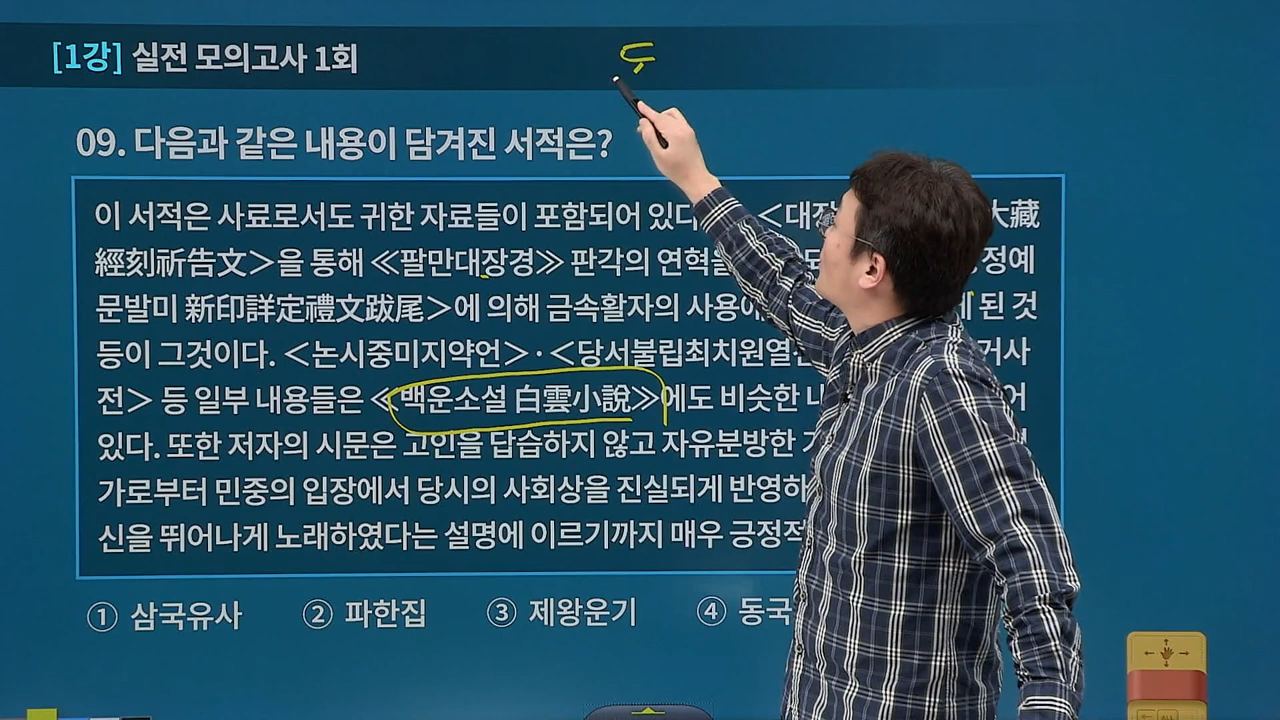 [1강] 실전 모의고사 1회
09. 다음과 같은 내용이 담겨진 서적은?
이 서적은 사료로서도 귀한 자료들이 포함되어 있다 <대장 大藏
經刻祈告文>을 통해 ≪팔만대장경≫ 판각의 연혁을 정예
문발미 新印詳定禮文跋尾>에 의해 금속활자의 사용이 된 것
등이 그것이다. <논시중미지약언>·<당서불립최치원열전 거사
전> 등 일부 내용들은 ≪백운소설 白雲小說≫에도 비슷한 어
있다. 또한 저자의 시문은 고인을 답습하지 않고 자유분방한
가로부터 민중의 입장에서 당시의 사회상을 진실되게 반영하
신을 뛰어나게 노래하였다는 설명에 이르기까지 매우 긍정적
① 삼국유사 ② 파한집 ③ 제왕운기 ④ 동국